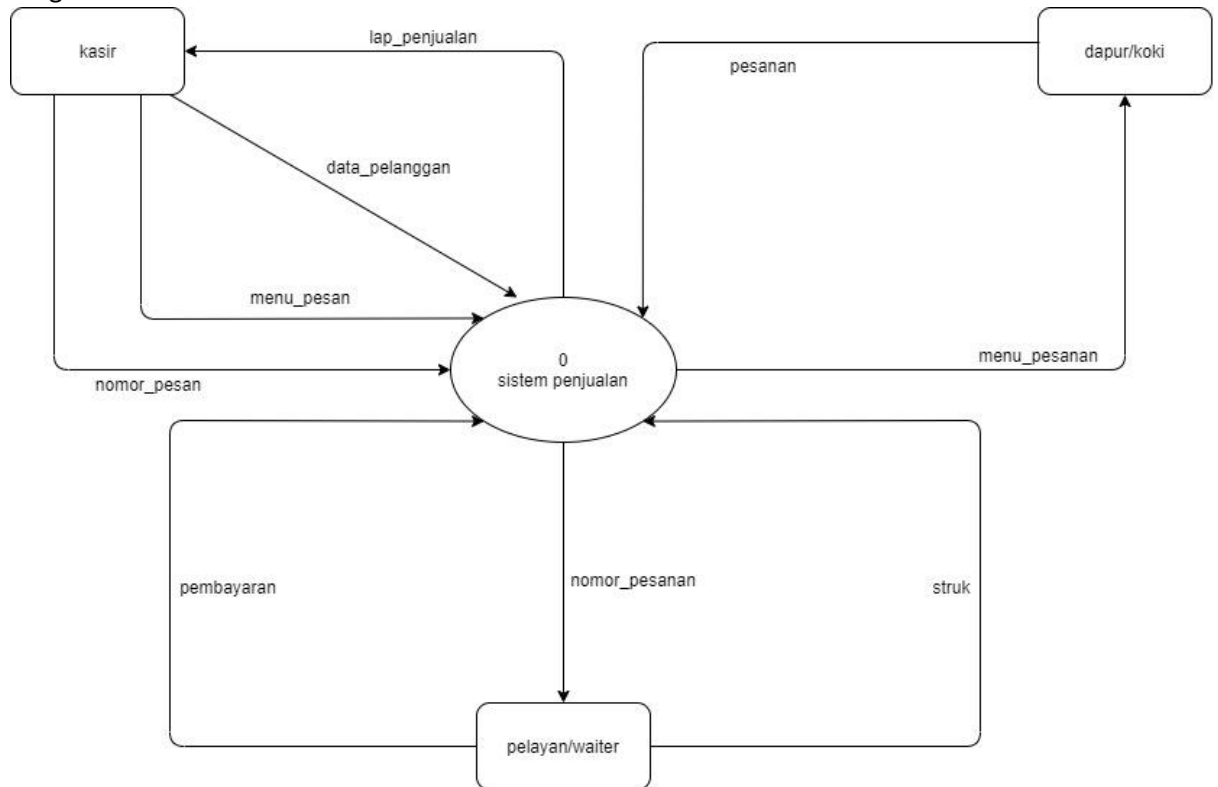 kasir
lap_penjualan
pesanan
dapur/koki
data_pelanggan
menu_pesan
0
sistem penjualan
menu_pesanan
nomor_pesan
pembayaran
nomor_pesanan
struk
pelayan/waiter